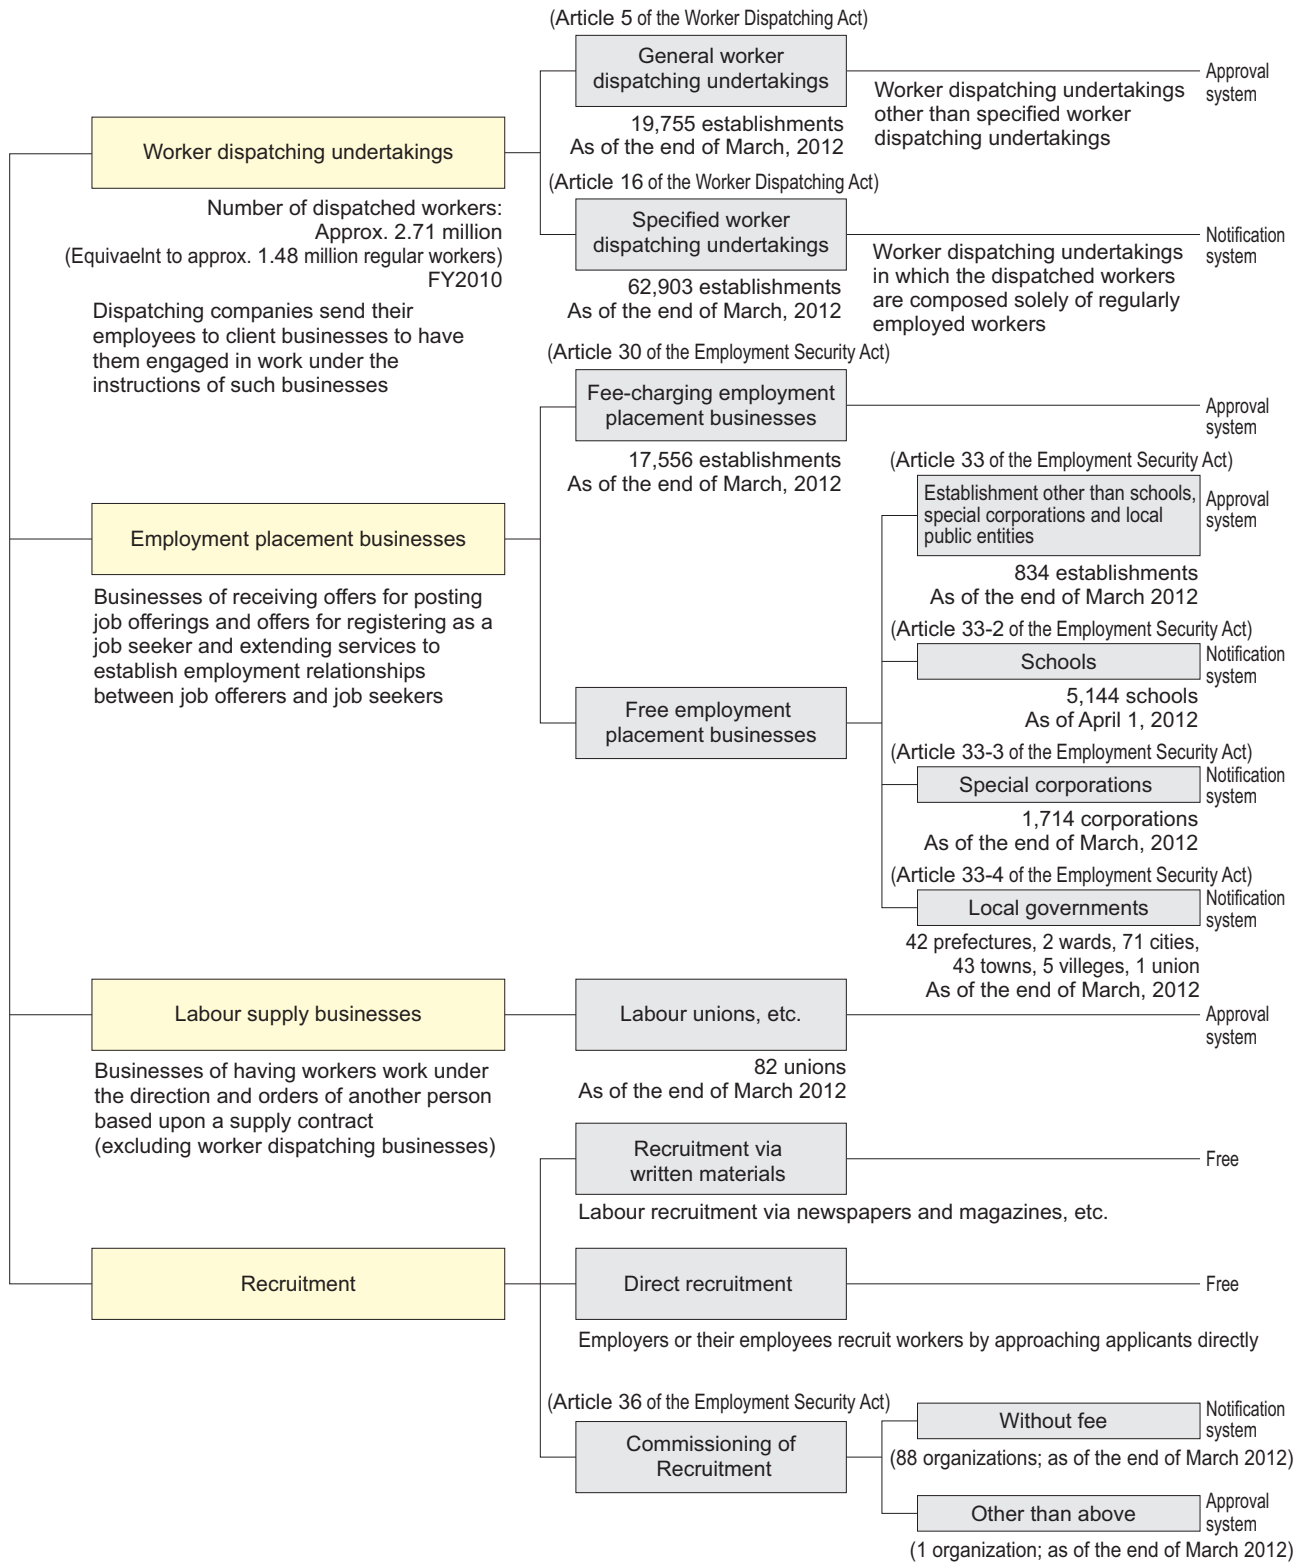 (Article 5 of the Worker Dispatching Act)
General worker
dispatching undertakings
Approval
system
Worker dispatching undertakings
other than specified worker
dispatching undertakings
19,755 establishments
As of the end of March, 2012
Worker dispatching undertakings
Number of dispatched workers:
Approx. 2.71 million
(Equivaelnt to approx. 1.48 million regular workers)
FY2010
Dispatching companies send their
employees to client businesses to have
them engaged in work under the
instructions of such businesses
(Article 16 of the Worker Dispatching Act)
Specified worker
dispatching undertakings
Notification
system
Worker dispatching undertakings
in which the dispatched workers
are composed solely of regularly
employed workers
62,903 establishments
As of the end of March, 2012
(Article 30 of the Employment Security Act)
Fee-charging employment
placement businesses
Approval
system
17,556 establishments
As of the end of March, 2012
Employment placement businesses
Businesses of receiving offers for posting
job offerings and offers for registering as a
job seeker and extending services to
establish employment relationships
between job offerers and job seekers
Free employment
placement businesses
(Article 33 of the Employment Security Act)
Establishment other than schools,
special corporations and local
public entities
Approval
system
834 establishments
As of the end of March 2012
(Article 33-2 of the Employment Security Act)
Schools
Notification
system
5,144 schools
As of April 1, 2012
(Article 33-3 of the Employment Security Act)
Special corporations
Notification
system
1,714 corporations
As of the end of March, 2012
(Article 33-4 of the Employment Security Act)
Local governments
Notification
system
42 prefectures, 2 wards, 71 cities,
43 towns, 5 villeges, 1 union
As of the end of March, 2012
Labour supply businesses
Businesses of having workers work under
the direction and orders of another person
based upon a supply contract
(excluding worker dispatching businesses)
Labour unions, etc.
Approval
system
82 unions
As of the end of March 2012
Recruitment via
written materials
Free
Labour recruitment via newspapers and magazines, etc.
Recruitment
Direct recruitment
Free
Employers or their employees recruit workers by approaching applicants directly
(Article 36 of the Employment Security Act)
Commissioning of
Recruitment
Without fee
Notification
system
(88 organizations; as of the end of March 2012)
Other than above
Approval
system
(1 organization; as of the end of March 2012)